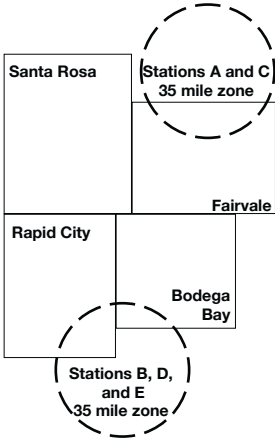 Santa Rosa
Stations A and C
35 mile zone
Fairvale
Rapid City
Bodega
Bay
Stations B, D,
and E
35 mile zone